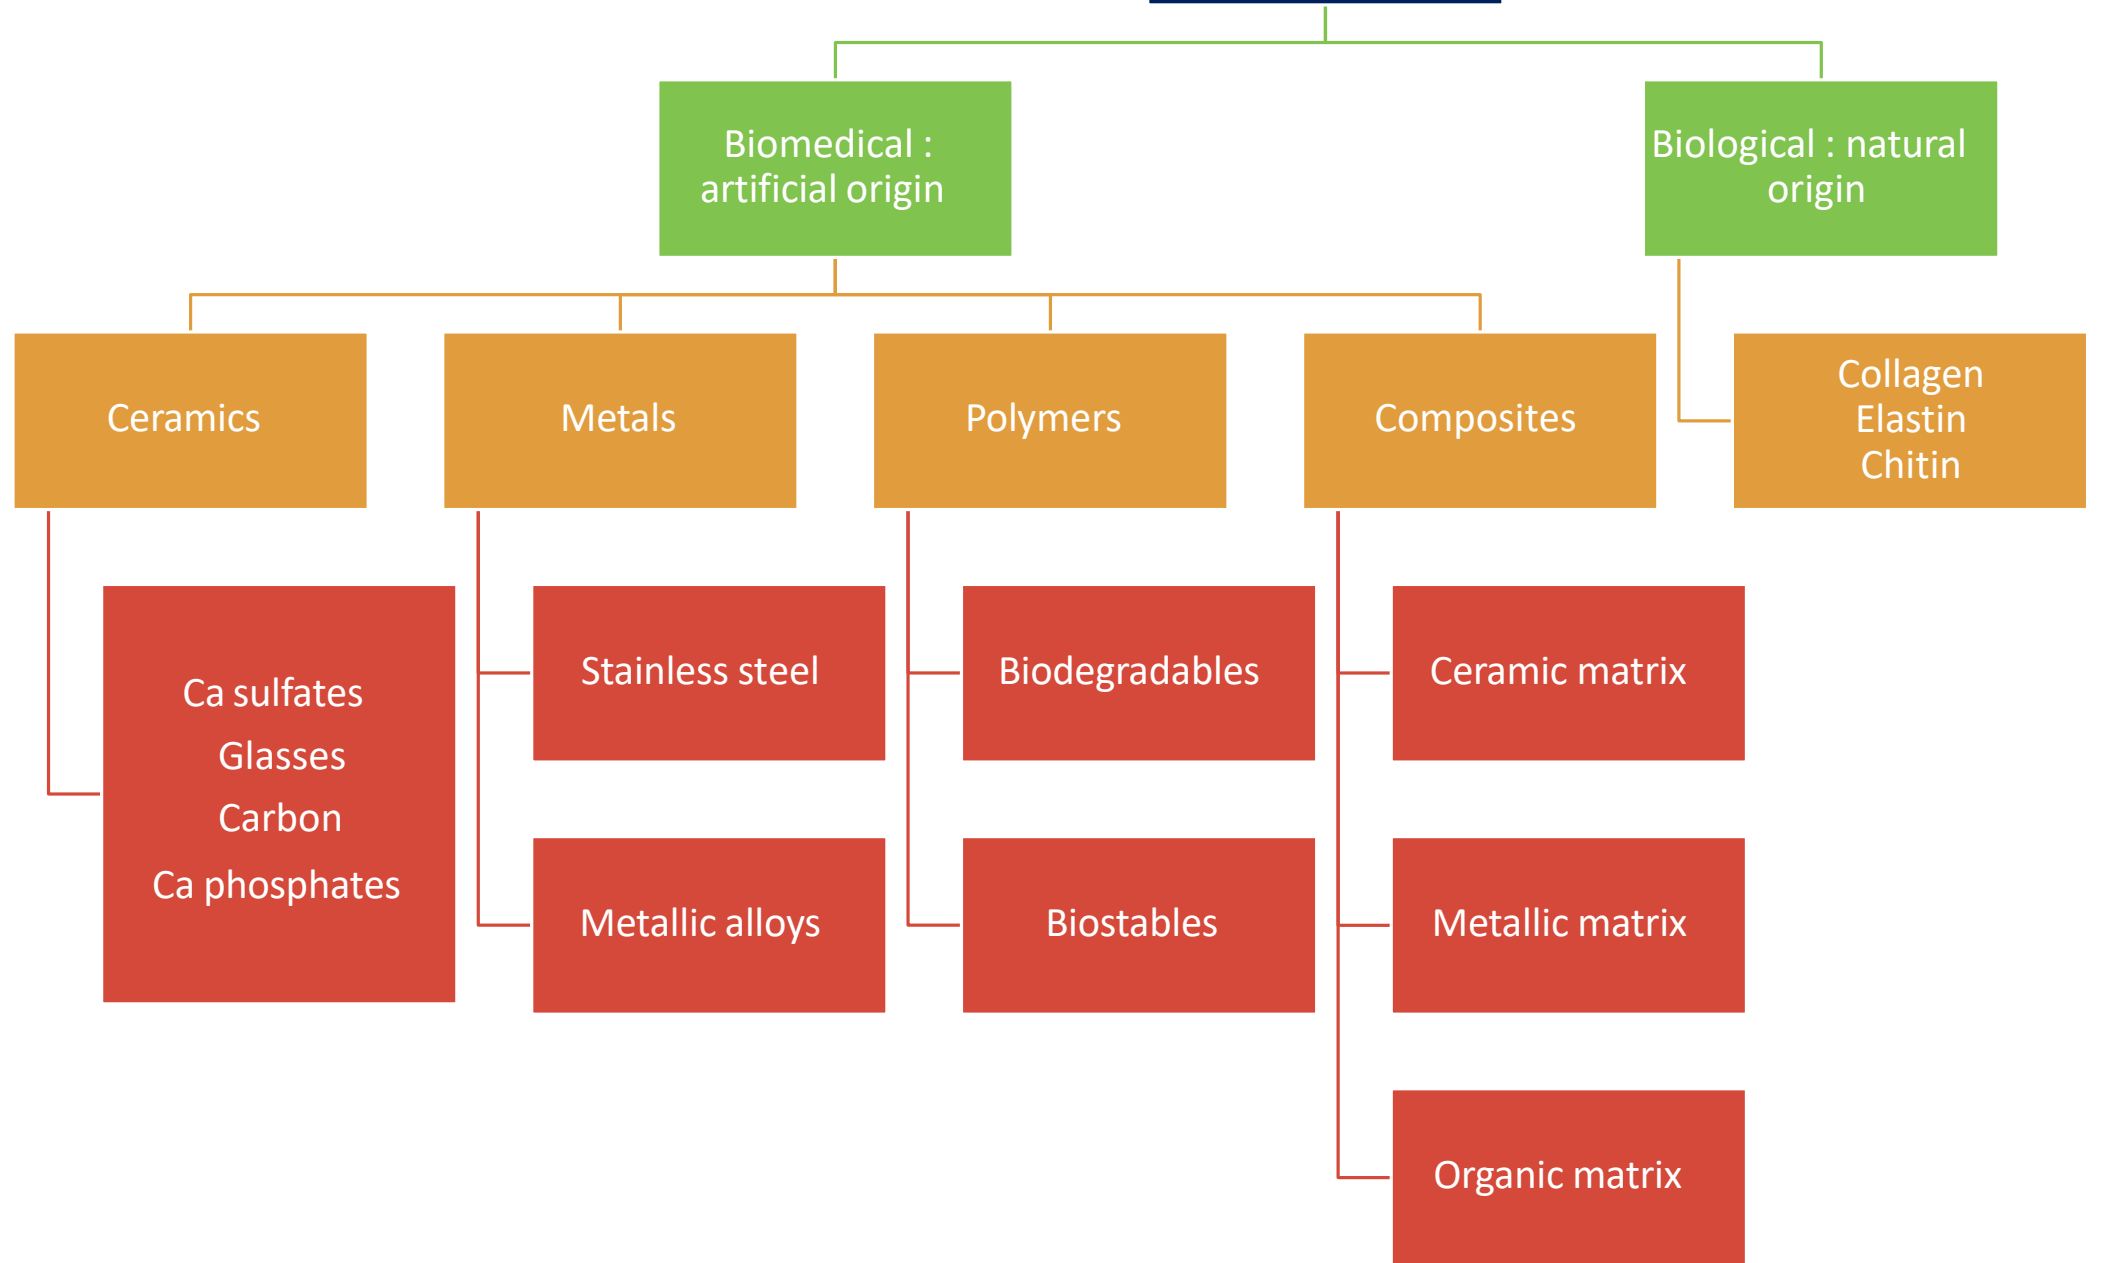 Biomedical :
artificial origin
Biological : natural
origin
Ceramics
Metals
Polymers
Composites
Collagen
Elastin
Chitin
Ca sulfates
Glasses
Carbon
Ca phosphates
Stainless steel
Metallic alloys
Biodegradables
Biostables
Ceramic matrix
Metallic matrix
Organic matrix